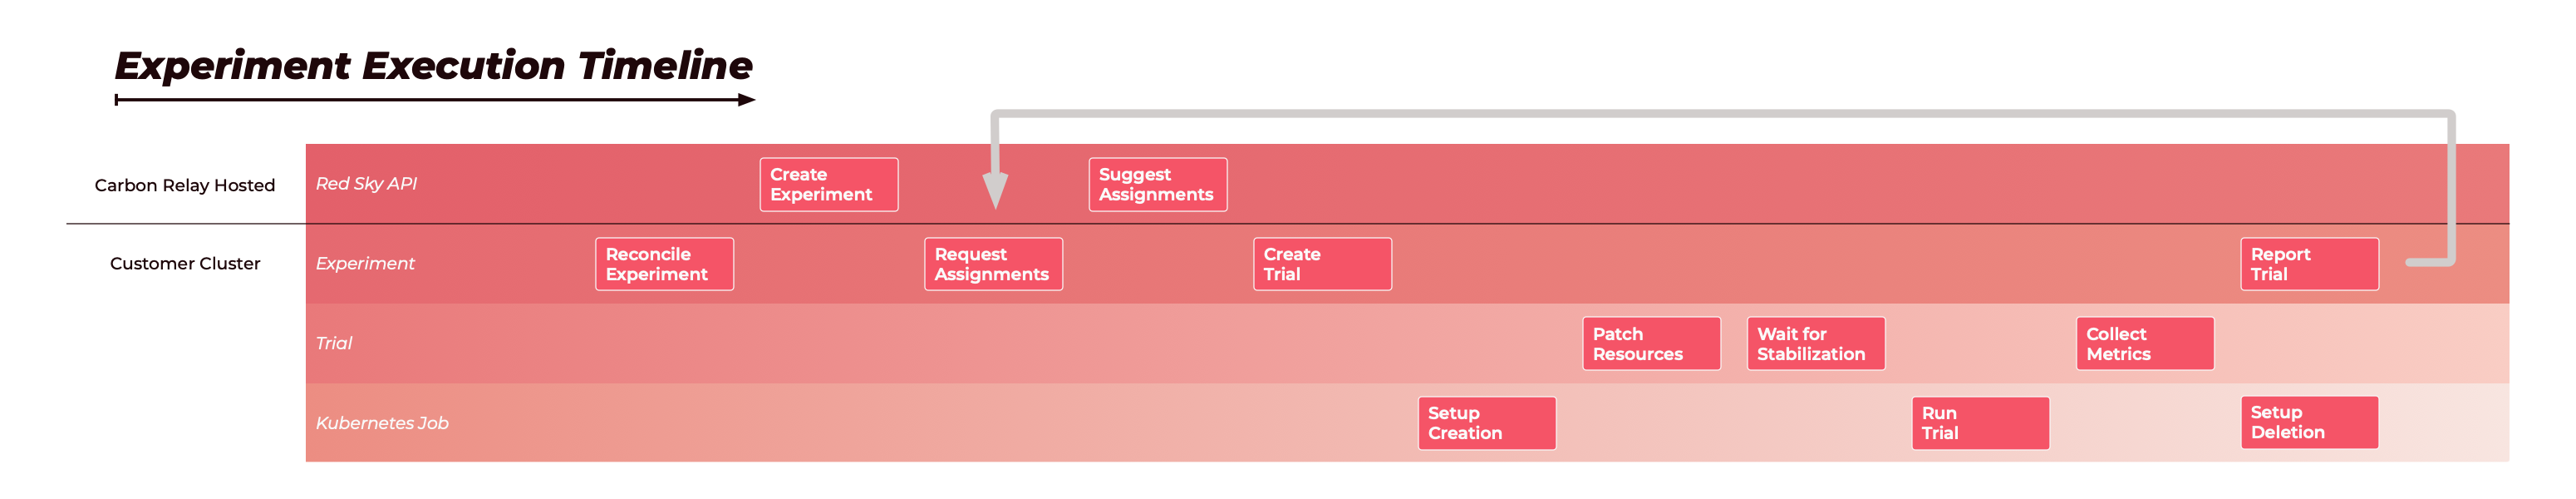 Experiment Execution Timeline
Carbon Relay Hosted
Red Sky API
Create
Experiment
Suggest
Assignments
Customer Cluster
Experiment
Reconcile
Experiment
Request
Assignments
Create
Trial
Report
Trial
Trial
Patch
Resources
Wait for
Stabilization
Collect
Metrics
Kubernetes Job
Setup
Creation
Run
Trial
Setup
Deletion